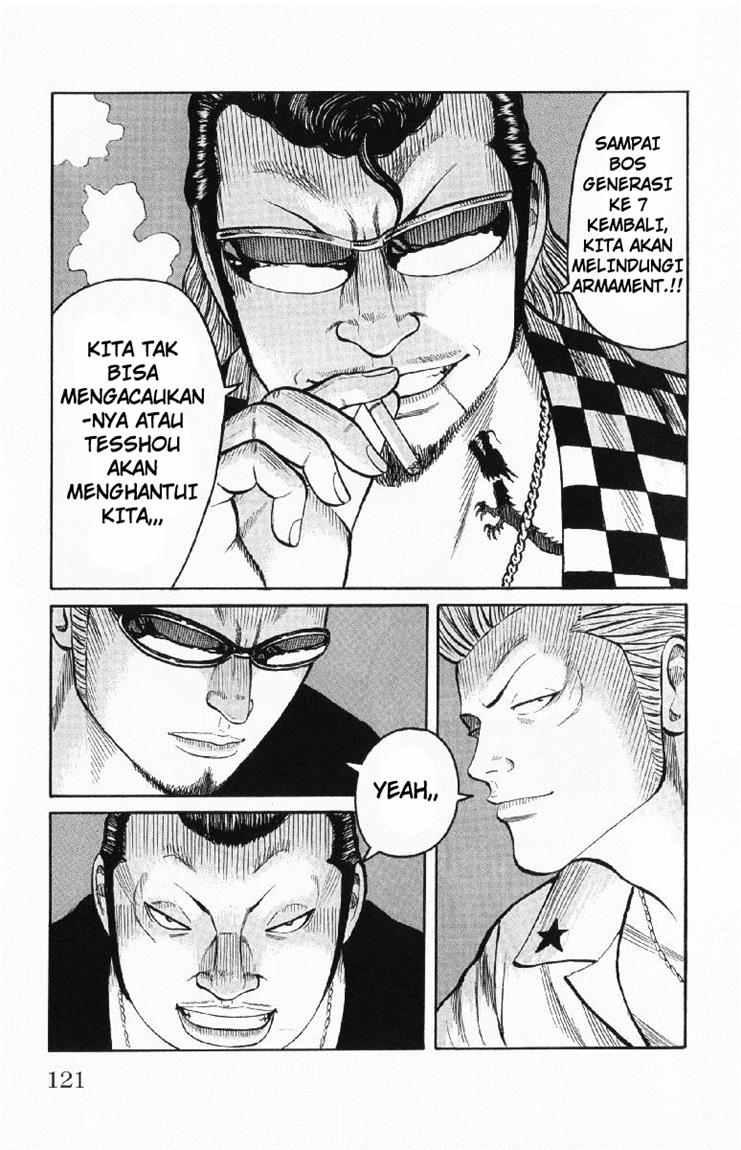 SAMPAI
BOS
GENERASI
KE 7
KEMBALI,
KITA AKAN
MELINDUNGI
ARMAMENT.!!
KITA TAK
BISA
MENGACAUKAN
-NYA ATAU
TESSHOU
AKAN
MENGHANTUI
KITA,,,
YEAH,,
121